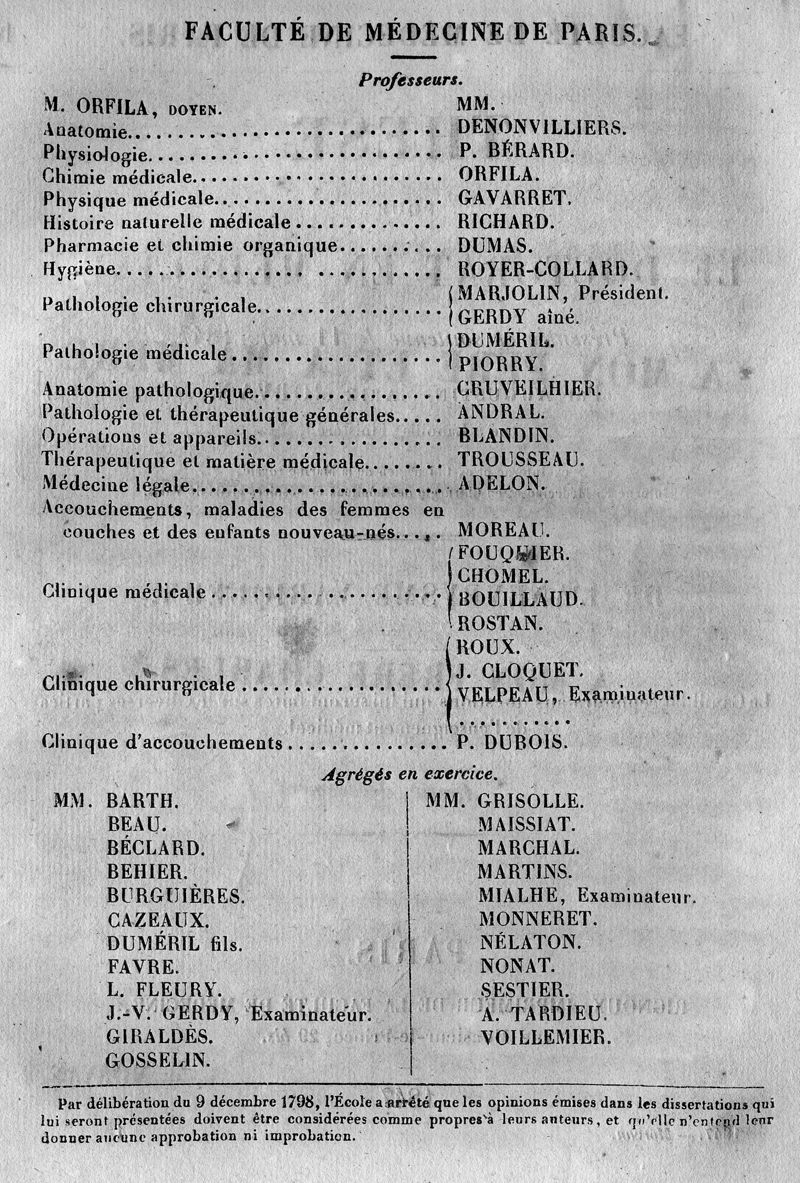 FACULTÉ DE MÉDECINE DE PARIS.
Professeurs.
M. ORFILA, DOYEN. MM.
Anatomie. DENONVILLIERS.
Physiologie. P. BÉRARD.
Chimie médicale. ORFILA.
Physique médicale. GAVARRET.
Histoire naturelle médicale RICHARD.
Pharmacie et chimie organique. DUMAS.
Hygiène. ROYER-COLLARD.
Pathologie chirurgicale. MARJOLIN, Président.
GERDY aîné.
Pathologie médicale DUMÉRIL.
PIORRY.
Anatomie pathologique. CRUVEILHIER.
Pathologie et thérapeutique générales. ANDRAL.
Opérations et appareils. BLANDIN.
Thérapeutique et matière médicale. TROUSSEAU.
Médecine légale. ADELON.
Accouchements, maladies des femmes en
couches et des enfants nouveau-nés. MOREAU.
Clinique médicale FOUQUIER.
CHOMEL.
BOUILLAUD.
ROSTAN.
Clinique chirurgicale ROUX.
J. CLOQUET.
VELPEAU, Examinateur.
...........
Clinique d'accouchements P. DUBOIS.
Agrégés en exercice.
MM. BARTH.
BEAU.
BÉCLARD.
BEHIER.
BURGUIÈRES.
CAZEAUX.
DUMÉRIL fils.
FAVRE.
L. FLEURY.
J.-V. GERDY, Examinateur.
GIRALDÈS.
GOSSELIN.
MM. GRISOLLE.
MAISSIAT.
MARCHAL.
MARTINS.
MIALHE, Examinateur.
MONNERET.
NÉLATON.
NONAT.
SESTIER.
A. TARDIEU.
VOILLEMIER.
Par délibération du 9 décembre 1798, l'École a arrêté que les opinions émises dans les dissertations qui
lui seront présentées doivent être considérées comme propres à leurs auteurs, et qu'elle n'entend leur
donner aucune approbation ni improbation.